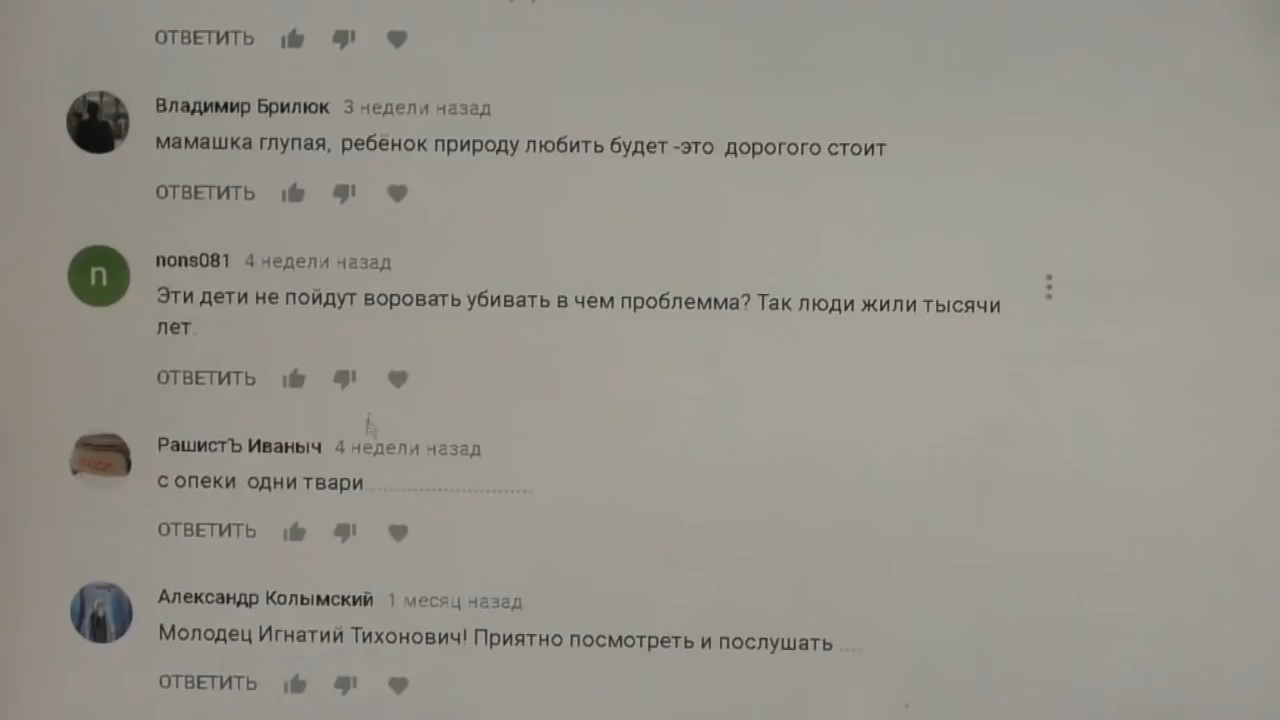 ОТВЕТИТЬ
Владимир Брилюк 3 недели назад
мамашка глупая, ребёнок природу любить будет -это дорогого стоит
ОТВЕТИТЬ
n
nons081 4 недели назад
Эти дети не пойдут воровать убивать в чем проблемма? Так люди жили тысячи
лет.
ОТВЕТИТЬ
РашистЪ Иваныч 4 недели назад
с опеки одни твари......................................
ОТВЕТИТЬ
Александр Колымский 1 месяц назад
Молодец Игнатий Тихонович! Приятно посмотреть и послушать .....
ОТВЕТИТЬ